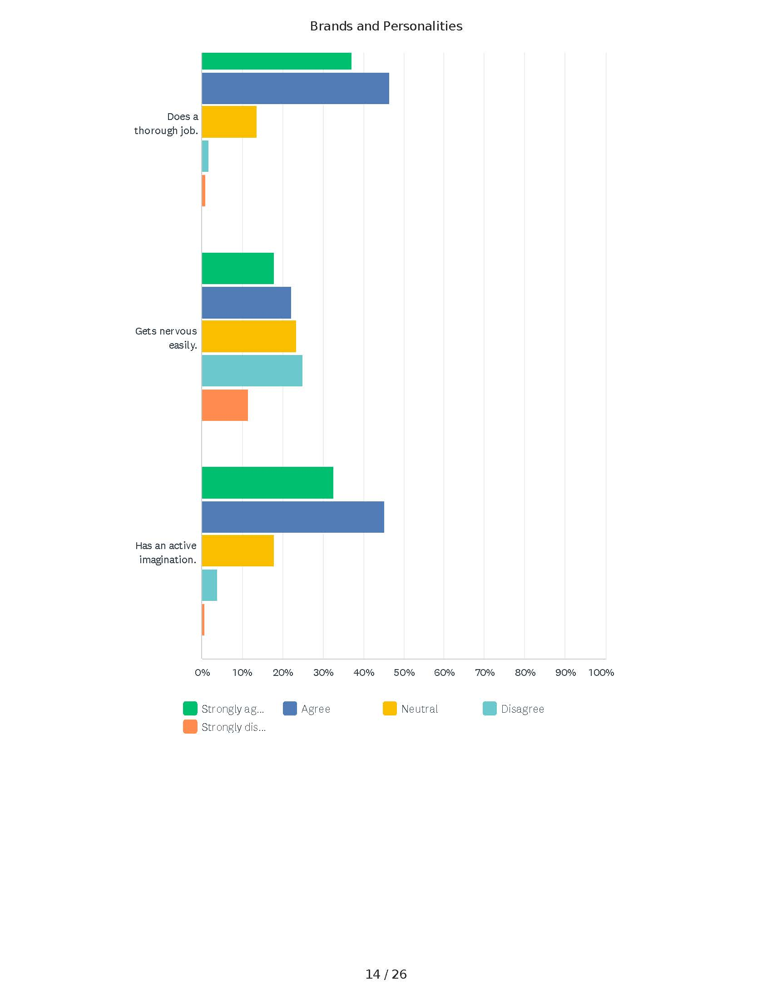 Brands and Personalities
Does a
thorough job.
Gets nervous
easily.
Has an active
imagination.
0% 10% 20% 30% 40% 50% 60% 70% 80% 90% 100%
Strongly ag... Agree Neutral Disagree
Strongly dis...
14 / 26